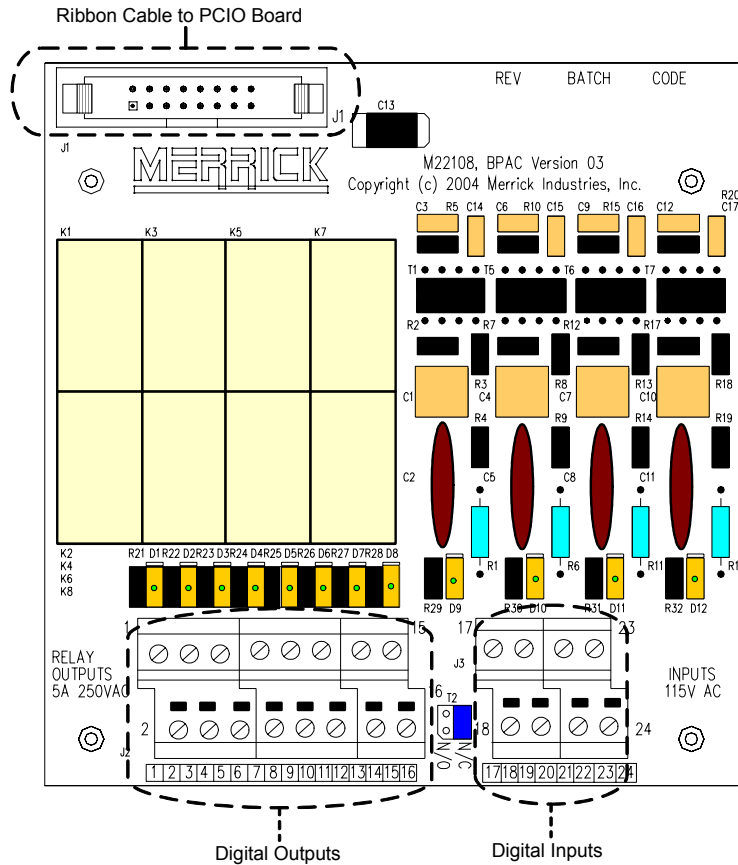 Ribbon Cable to PCIO Board
REV BATCH CODE
C13
J1
J1
MERRICK
M22108, BPAC Version 03
Copyright (c) 2004 Merrick Industries, Inc.
R20
C3 R5 C14 C6 R10 C15 C9 R15 C16 C12 C17
K1 K3 K5 K7
T1 T5 T6 T7
R2 R7 R12 R17
R3 R8 R13 R18
C1 C4 C7 C10
R4 R9 R14 R19
C2 C5 C8 C11
K2 R21 D1 R22 D2 R23 D3 R24 D4 R25 D5 R26 D6 R27 D7 R28 D8
K4
K6
K8
R1 R6 R11 R1
R29 D9 R30 D10 R31 D11 R32 D12
1 15 17 23
RELAY
OUTPUTS
5A 250VAC
J3
INPUTS
115V AC
2 16 T2 18 24
J2
N/O N/C
1 2 3 4 5 6 7 8 9 10 11 12 13 14 15 16
17 18 19 20 21 22 23 24
Digital Outputs
Digital Inputs